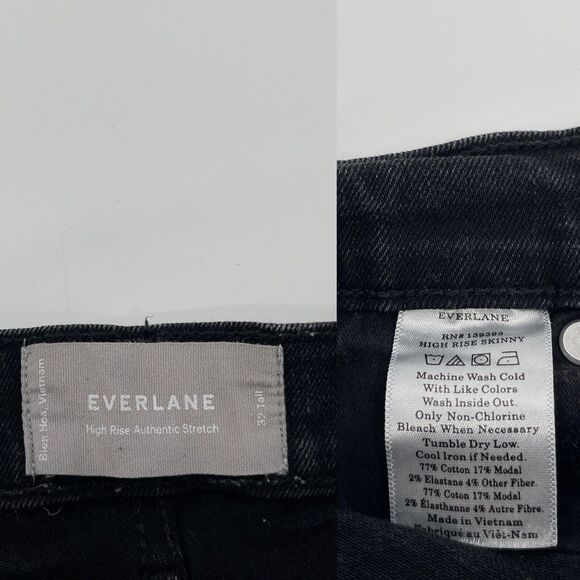 Bien Hoa, Vietnam
EVERLANE
High Rise Authentic Stretch
32 Tall
EVERLANE
RN# 139393
HIGH RISE SKINNY
Machine Wash Cold
With Like Colors
Wash Inside Out.
Only Non-Chlorine
Bleach When Necessary
Tumble Dry Low.
Cool Iron if Needed.
77% Cotton 17% Modal
2% Elastane 4% Other Fiber.
77% Coton 17% Modal
2% Élasthanne 4% Autre Fibre.
Made in Vietnam
Fabriqué au Việt-Nam